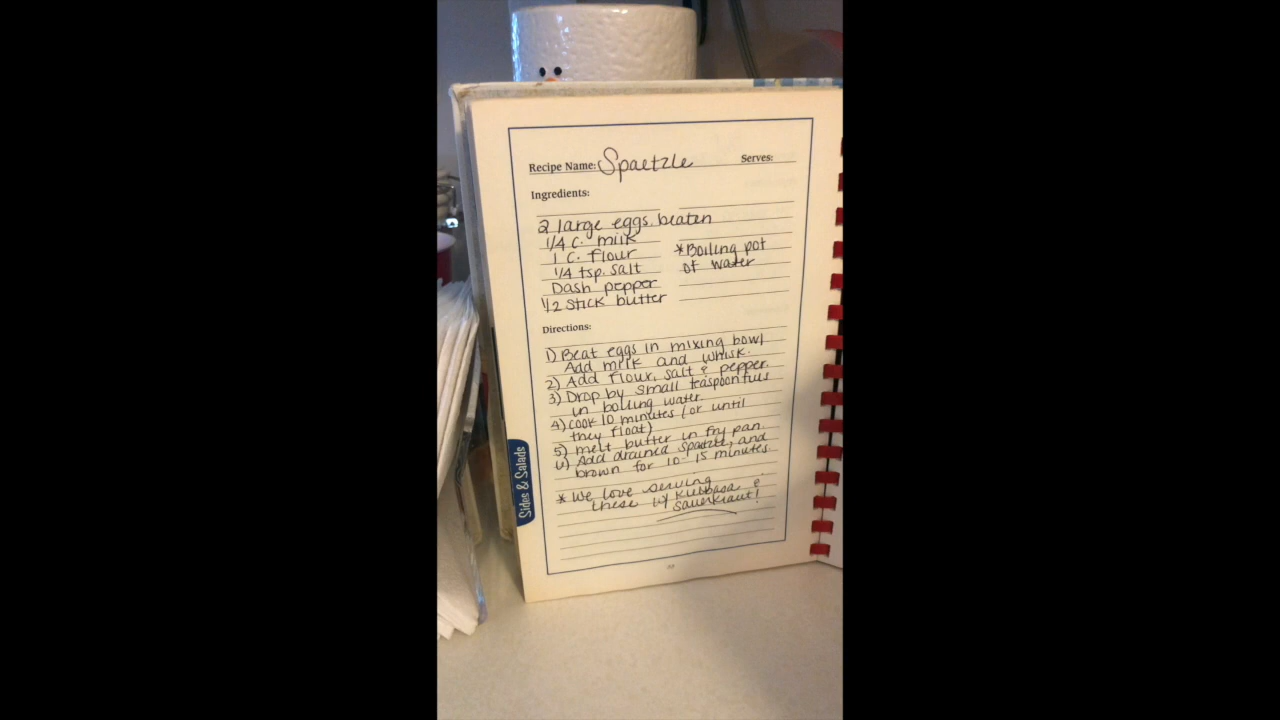 Recipe Name: Spaetzle Serves:
Ingredients:
2 large eggs. beaten
1/4 c. milk
1 c. flour
1/4 tsp. salt
Dash pepper
1/2 stick butter
*Boiling pot
of water
Directions:
1) Beat eggs in mixing bowl
Add milk and whisk.
2) Add flour, salt & pepper.
3) Drop by small teaspoonfuls
in boiling water.
4) Cook 10 minutes (or until
they float)
5) melt butter in fry pan.
6) Add drained spaetzle, and
brown for 10-15 minutes.
* We love serving
these w/ Kielbasa &
sauerkraut!
Sides & Salads